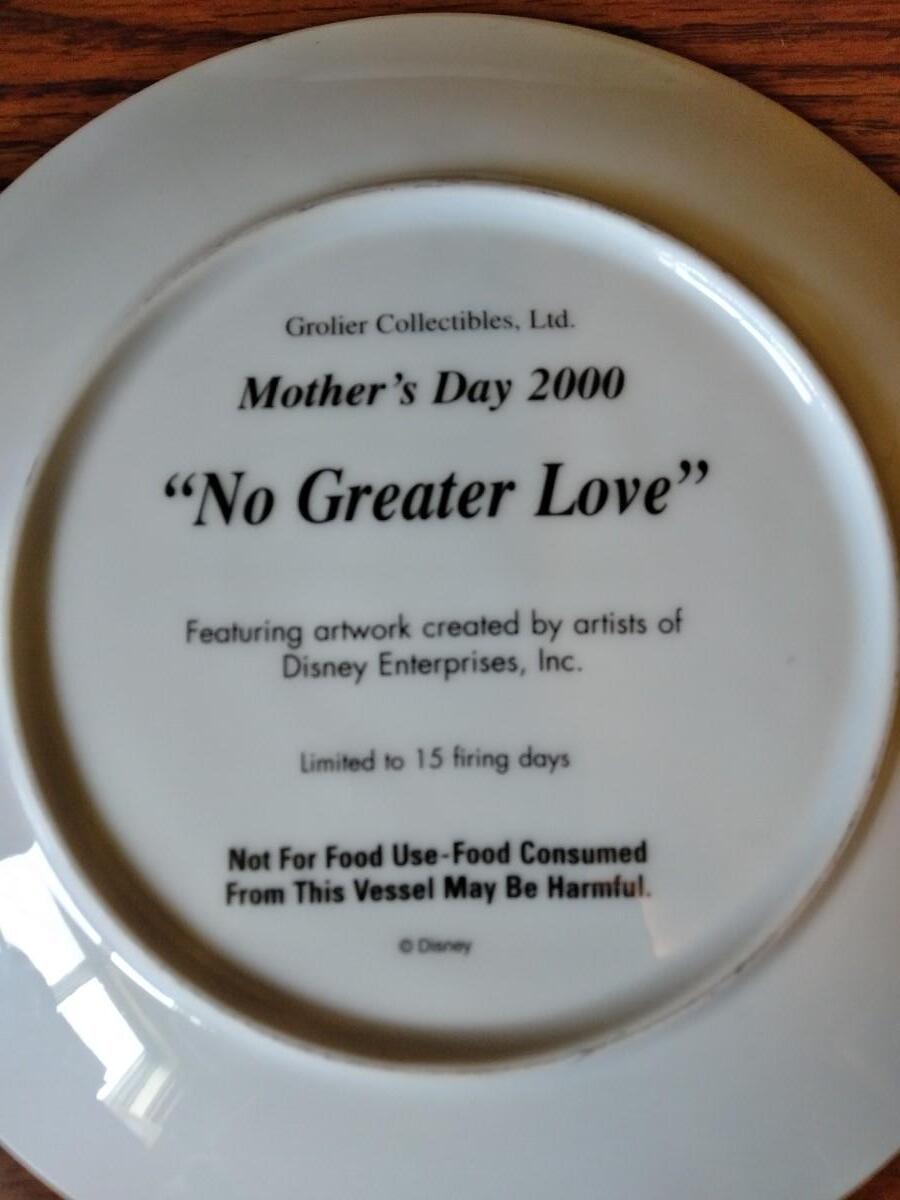 Grolier Collectibles, Ltd.
Mother's Day 2000
“No Greater Love”
Featuring artwork created by artists of
Disney Enterprises, Inc.
Limited to 15 firing days
Not For Food Use-Food Consumed
From This Vessel May Be Harmful.
© Disney